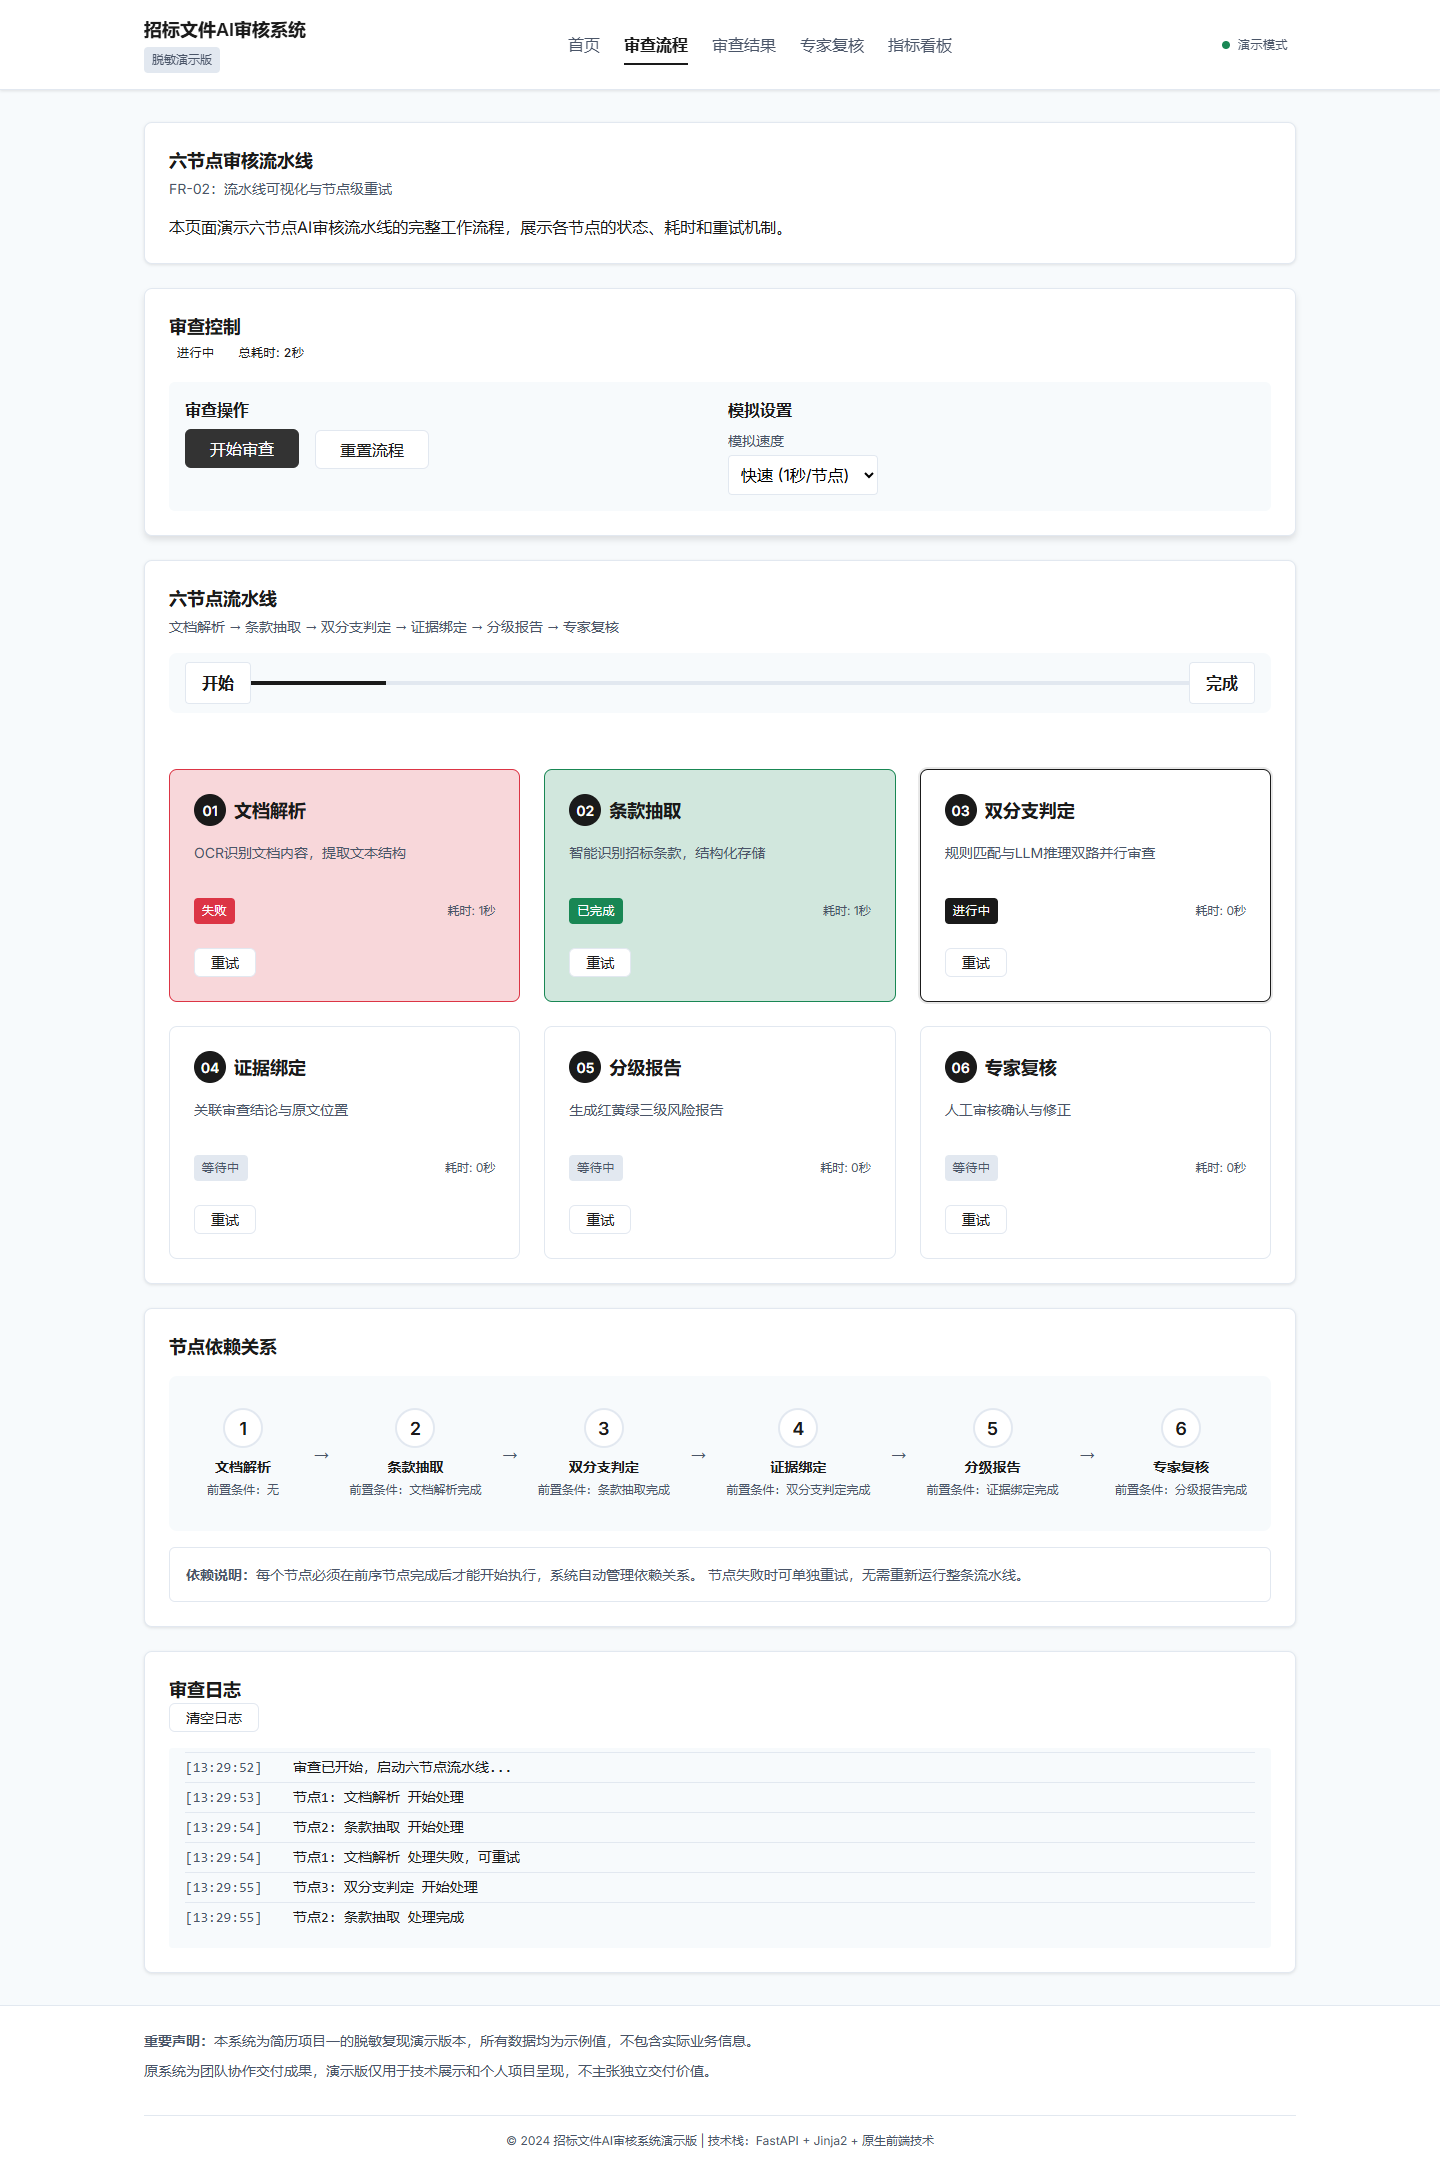 招标文件AI审核系统
脱敏演示版
首页
审查流程
审查结果
专家复核
指标看板
演示模式
六节点审核流水线
FR-02：流水线可视化与节点级重试
本页面演示六节点AI审核流水线的完整工作流程，展示各节点的状态、耗时和重试机制。
审查控制
进行中 总耗时: 2秒
审查操作
开始审查 重置流程
模拟设置
模拟速度
快速 (1秒/节点)
六节点流水线
文档解析 → 条款抽取 → 双分支判定 → 证据绑定 → 分级报告 → 专家复核
开始 完成
01 文档解析
OCR识别文档内容，提取文本结构
失败 耗时: 1秒
重试
02 条款抽取
智能识别招标条款，结构化存储
已完成 耗时: 1秒
重试
03 双分支判定
规则匹配与LLM推理双路并行审查
进行中 耗时: 0秒
重试
04 证据绑定
关联审查结论与原文位置
等待中 耗时: 0秒
重试
05 分级报告
生成红黄绿三级风险报告
等待中 耗时: 0秒
重试
06 专家复核
人工审核确认与修正
等待中 耗时: 0秒
重试
节点依赖关系
1
文档解析
前置条件：无
→
2
条款抽取
前置条件：文档解析完成
→
3
双分支判定
前置条件：条款抽取完成
→
4
证据绑定
前置条件：双分支判定完成
→
5
分级报告
前置条件：证据绑定完成
→
6
专家复核
前置条件：分级报告完成
依赖说明：每个节点必须在前序节点完成后才能开始执行，系统自动管理依赖关系。 节点失败时可单独重试，无需重新运行整条流水线。
审查日志
清空日志
[13:29:52] 审查已开始，启动六节点流水线...
[13:29:53] 节点1: 文档解析 开始处理
[13:29:54] 节点2: 条款抽取 开始处理
[13:29:54] 节点1: 文档解析 处理失败，可重试
[13:29:55] 节点3: 双分支判定 开始处理
[13:29:55] 节点2: 条款抽取 处理完成
重要声明：本系统为简历项目一的脱敏复现演示版本，所有数据均为示例值，不包含实际业务信息。
原系统为团队协作交付成果，演示版仅用于技术展示和个人项目呈现，不主张独立交付价值。
© 2024 招标文件AI审核系统演示版 | 技术栈：FastAPI + Jinja2 + 原生前端技术